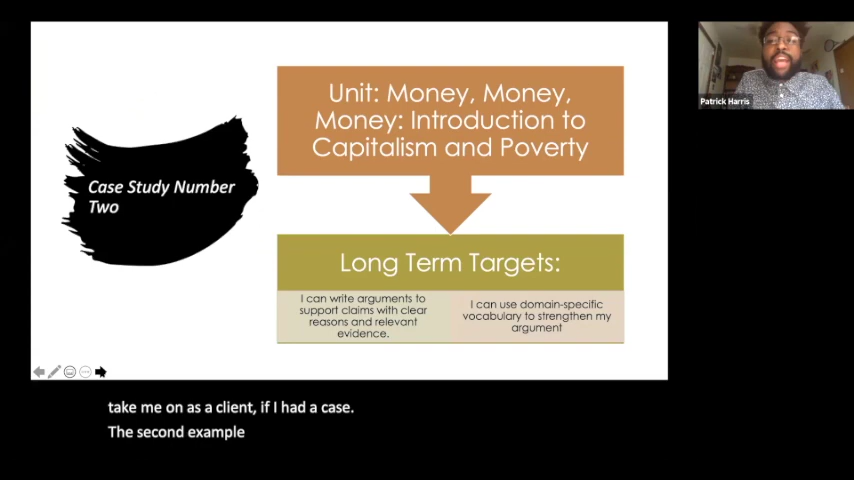 Unit: Money, Money,
Money: Introduction to
Capitalism and Poverty
Case Study Number
Two
Long Term Targets:
I can write arguments to
support claims with clear
reasons and relevant
evidence.
I can use domain-specific
vocabulary to strengthen my
argument
Patrick Harris
take me on as a client, if I had a case.
The second example